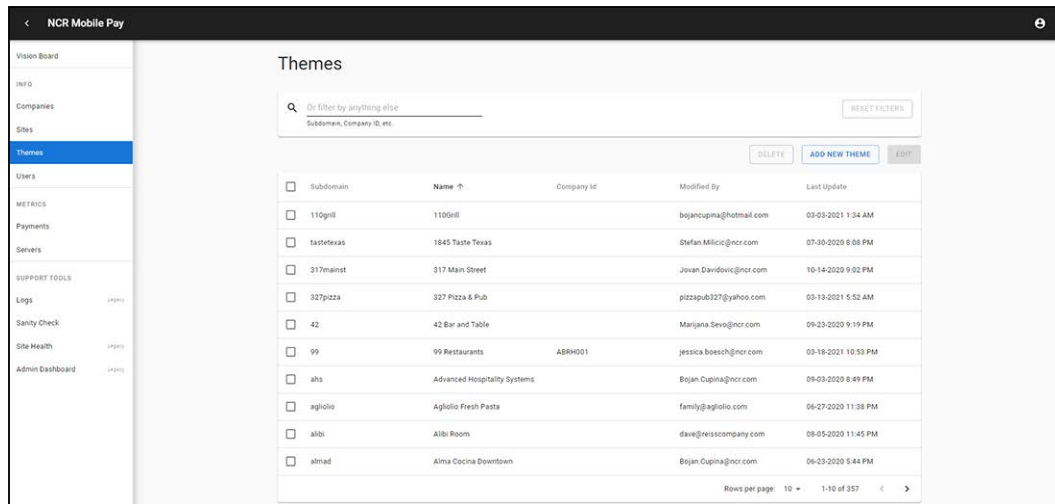 NCR Mobile Pay
Vision Board
INFO
Companies
Sites
Themes
Users
METRICS
Payments
Servers
SUPPORT TOOLS
Logs Legacy
Sanity Check
Site Health Legacy
Admin Dashboard Legacy
Themes
Or filter by anything else
RESET FILTERS
Subdomain, Company ID, etc.
DELETE ADD NEW THEME EDIT
Subdomain Name Company Id Modified By Last Update
110grill 110Grill bojancupina@hotmail.com 03-03-2021 1:34 AM
tastetexas 1845 Taste Texas Stefan.Milicic@ncr.com 07-30-2020 8:08 PM
317mainst 317 Main Street Jovan.Davidovic@ncr.com 10-14-2020 9:02 PM
327pizza 327 Pizza & Pub pizzapub327@yahoo.com 03-13-2021 5:52 AM
42 42 Bar and Table Marijana.Sevo@ncr.com 09-23-2020 9:19 PM
99 99 Restaurants ABRH001 jessica.boesch@ncr.com 03-18-2021 10:53 PM
ahs Advanced Hospitality Systems Bojan.Cupina@ncr.com 09-03-2020 8:49 PM
agliolio Agliolio Fresh Pasta family@agliolio.com 06-27-2020 11:38 PM
alibi Alibi Room dave@reisscompany.com 08-05-2020 11:45 PM
almad Alma Cocina Downtown Bojan.Cupina@ncr.com 06-23-2020 5:44 PM
Rows per page: 10 1-10 of 357